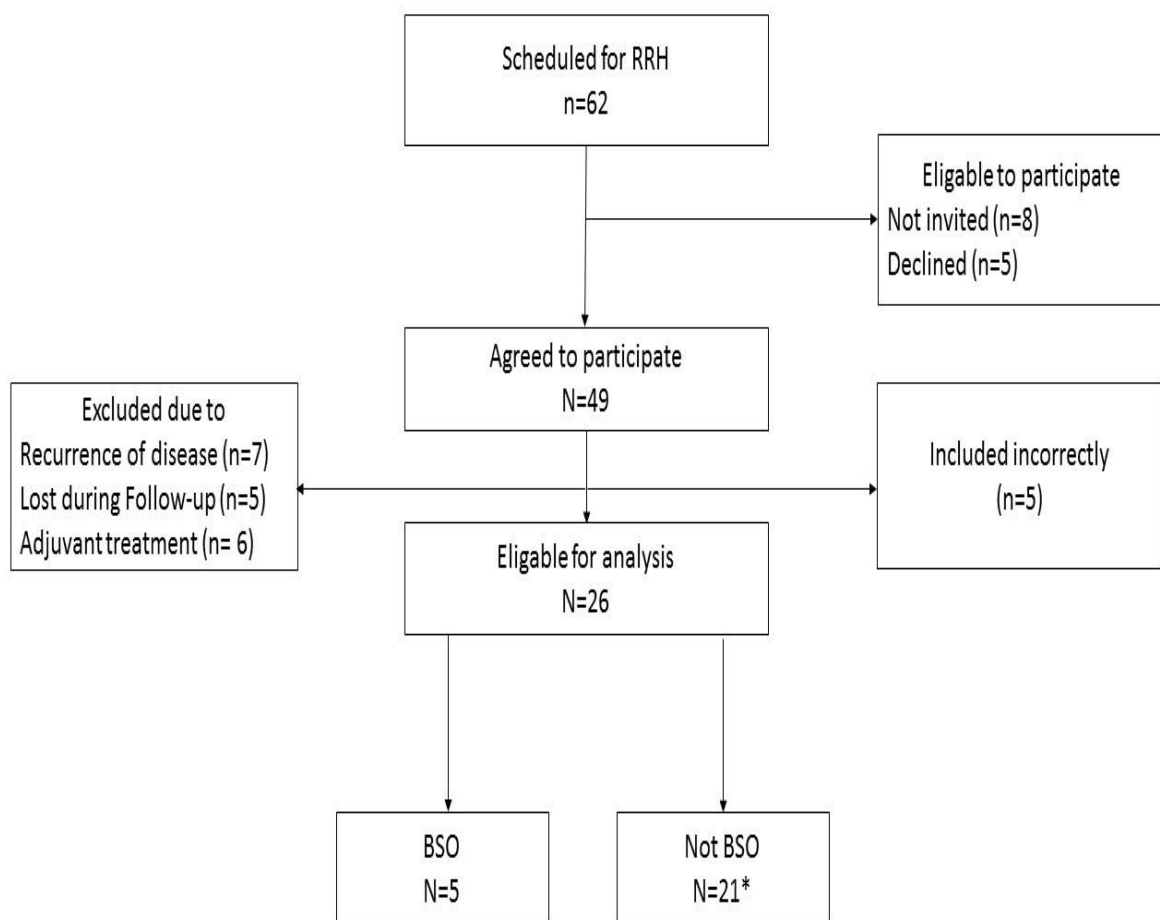 Scheduled for RRH
n=62
Eligable to participate
Not invited (n=8)
Declined (n=5)
Agreed to participate
N=49
Excluded due to
Recurrence of disease (n=7)
Lost during Follow-up (n=5)
Adjuvant treatment (n= 6)
Included incorrectly
(n=5)
Eligible for analysis
N=26
BSO
N=5
Not BSO
N=21*